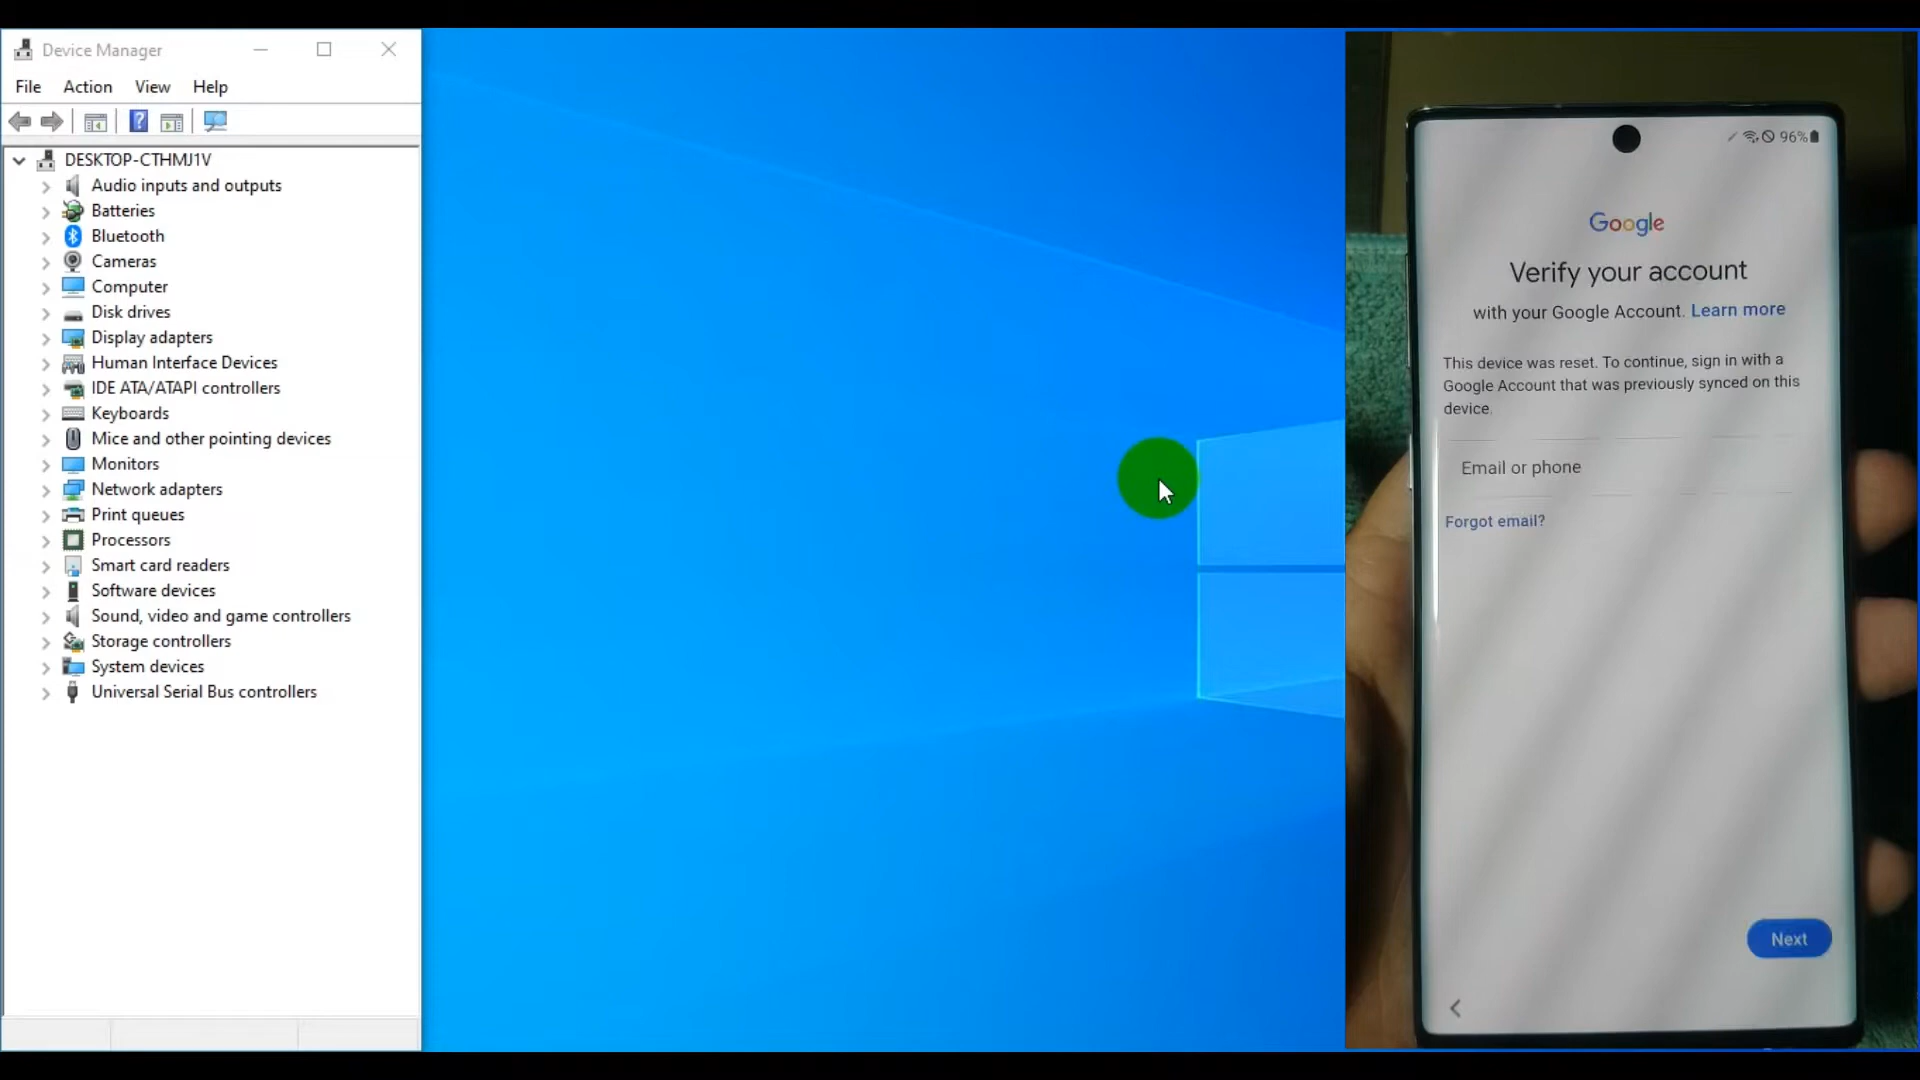 Device Manager
File Action View Help
DESKTOP-CTHMJ1V
Audio inputs and outputs
Batteries
Bluetooth
Cameras
Computer
Disk drives
Display adapters
Human Interface Devices
IDE ATA/ATAPI controllers
Keyboards
Mice and other pointing devices
Monitors
Network adapters
Print queues
Processors
Smart card readers
Software devices
Sound, video and game controllers
Storage controllers
System devices
Universal Serial Bus controllers
96%
Google
Verify your account
with your Google Account. Learn more
This device was reset. To continue, sign in with a
Google Account that was previously synced on this
device.
Email or phone
Forgot email?
Next